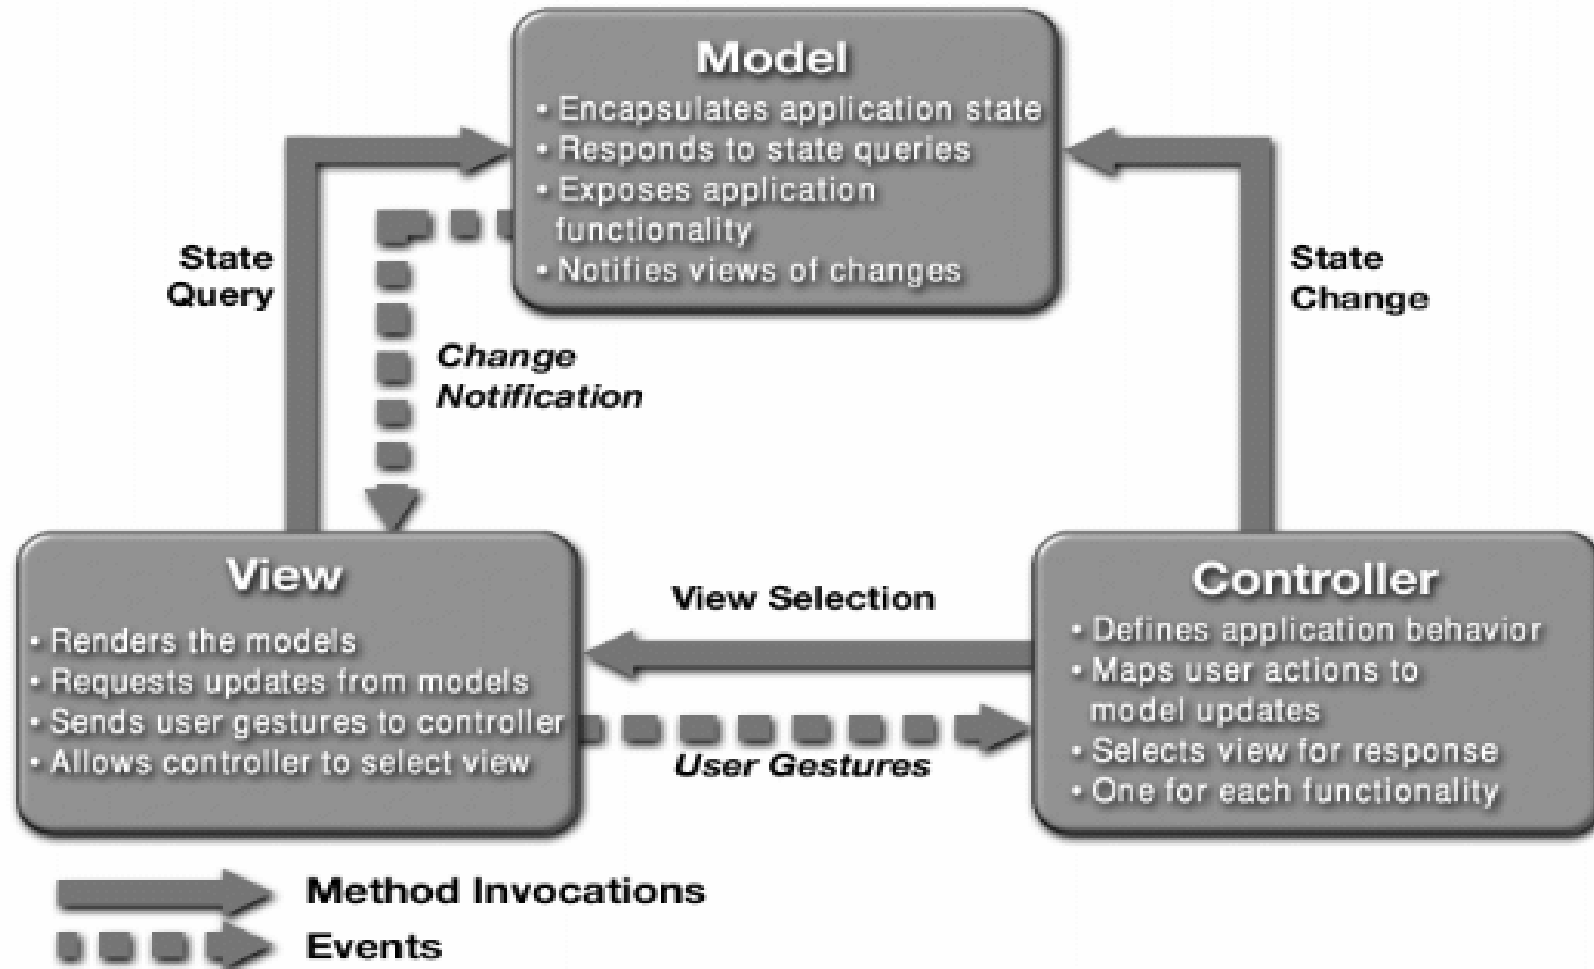 Model
• Encapsulates application state
• Responds to state queries
• Exposes application
functionality
• Notifies views of changes
State
Query
Change
Notification
State
Change
View
• Renders the models
• Requests updates from models
• Sends user gestures to controller
• Allows controller to select view
View Selection
User Gestures
Controller
• Defines application behavior
• Maps user actions to
model updates
• Selects view for response
• One for each functionality
Method Invocations
Events